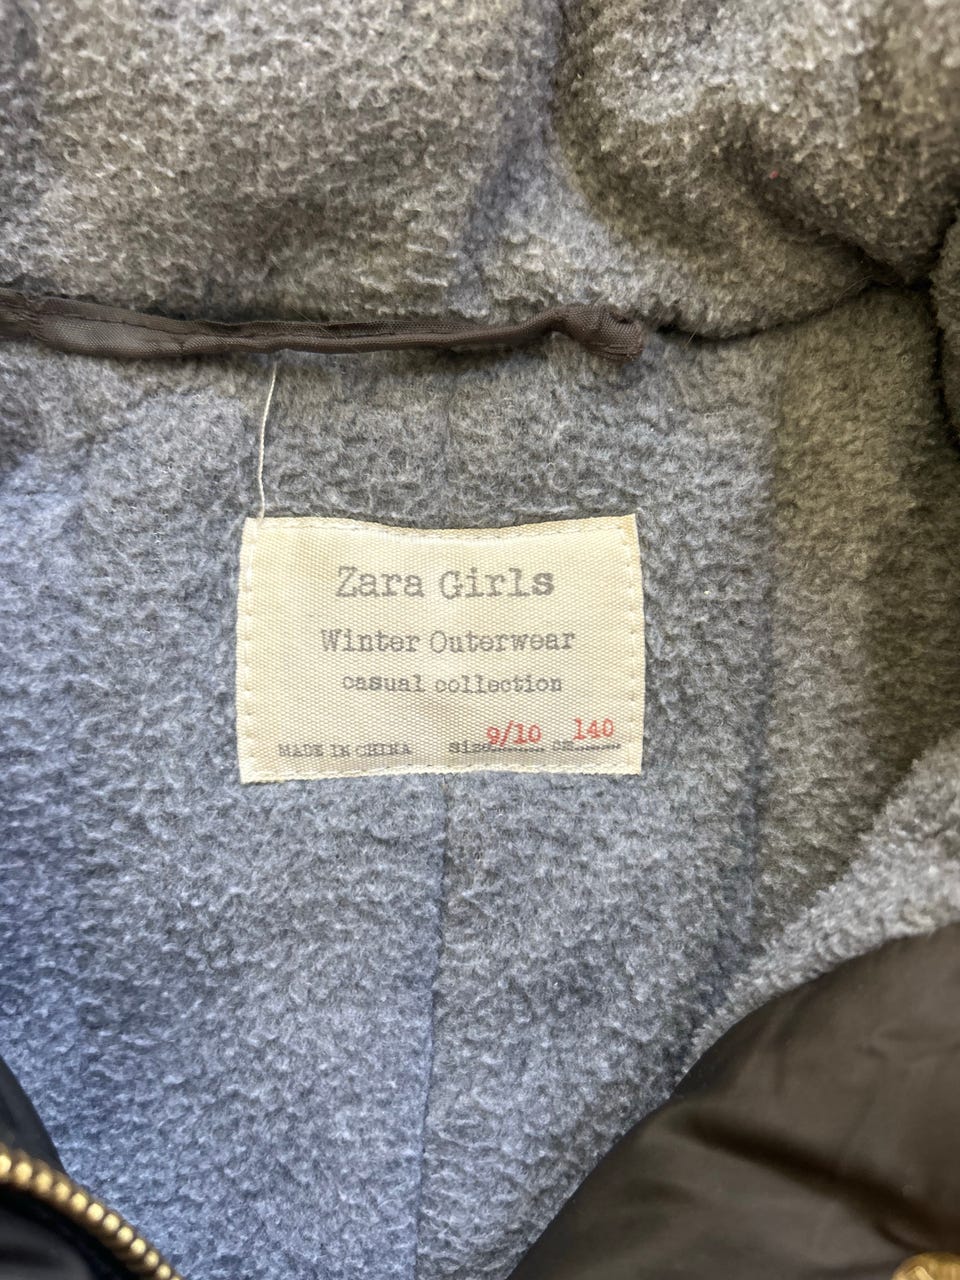 Zara Girls
Winter Outerwear
casual collection
MADE IN CHINA size 9/10 cm 140